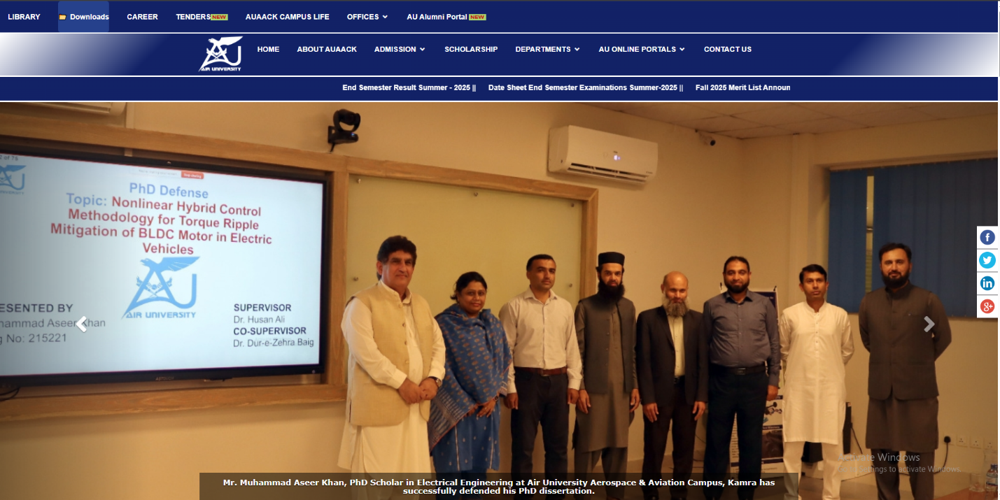 LIBRARY
Downloads
CAREER
TENDERS NEW
AUAACK CAMPUS LIFE
OFFICES
AU Alumni Portal NEW
AU
AIR UNIVERSITY
HOME
ABOUT AUAACK
ADMISSION
SCHOLARSHIP
DEPARTMENTS
AU ONLINE PORTALS
CONTACT US
End Semester Result Summer - 2025 || Date Sheet End Semester Examinations Summer-2025 || Fall 2025 Merit List Announ
of 76
PhD Defense
Topic: Nonlinear Hybrid Control
Methodology for Torque Ripple
Mitigation of BLDC Motor in Electric
Vehicles
AU
AIR UNIVERSITY
ESENTED BY
hammad Aseer Khan
g No: 215221
SUPERVISOR
Dr. Husan Ali
CO-SUPERVISOR
Dr. Dur-e-Zehra Baig
f
in
g+
Activate Windows
Go to Settings to activate Windows.
Mr. Muhammad Aseer Khan, PhD Scholar in Electrical Engineering at Air University Aerospace & Aviation Campus, Kamra has
successfully defended his PhD dissertation.